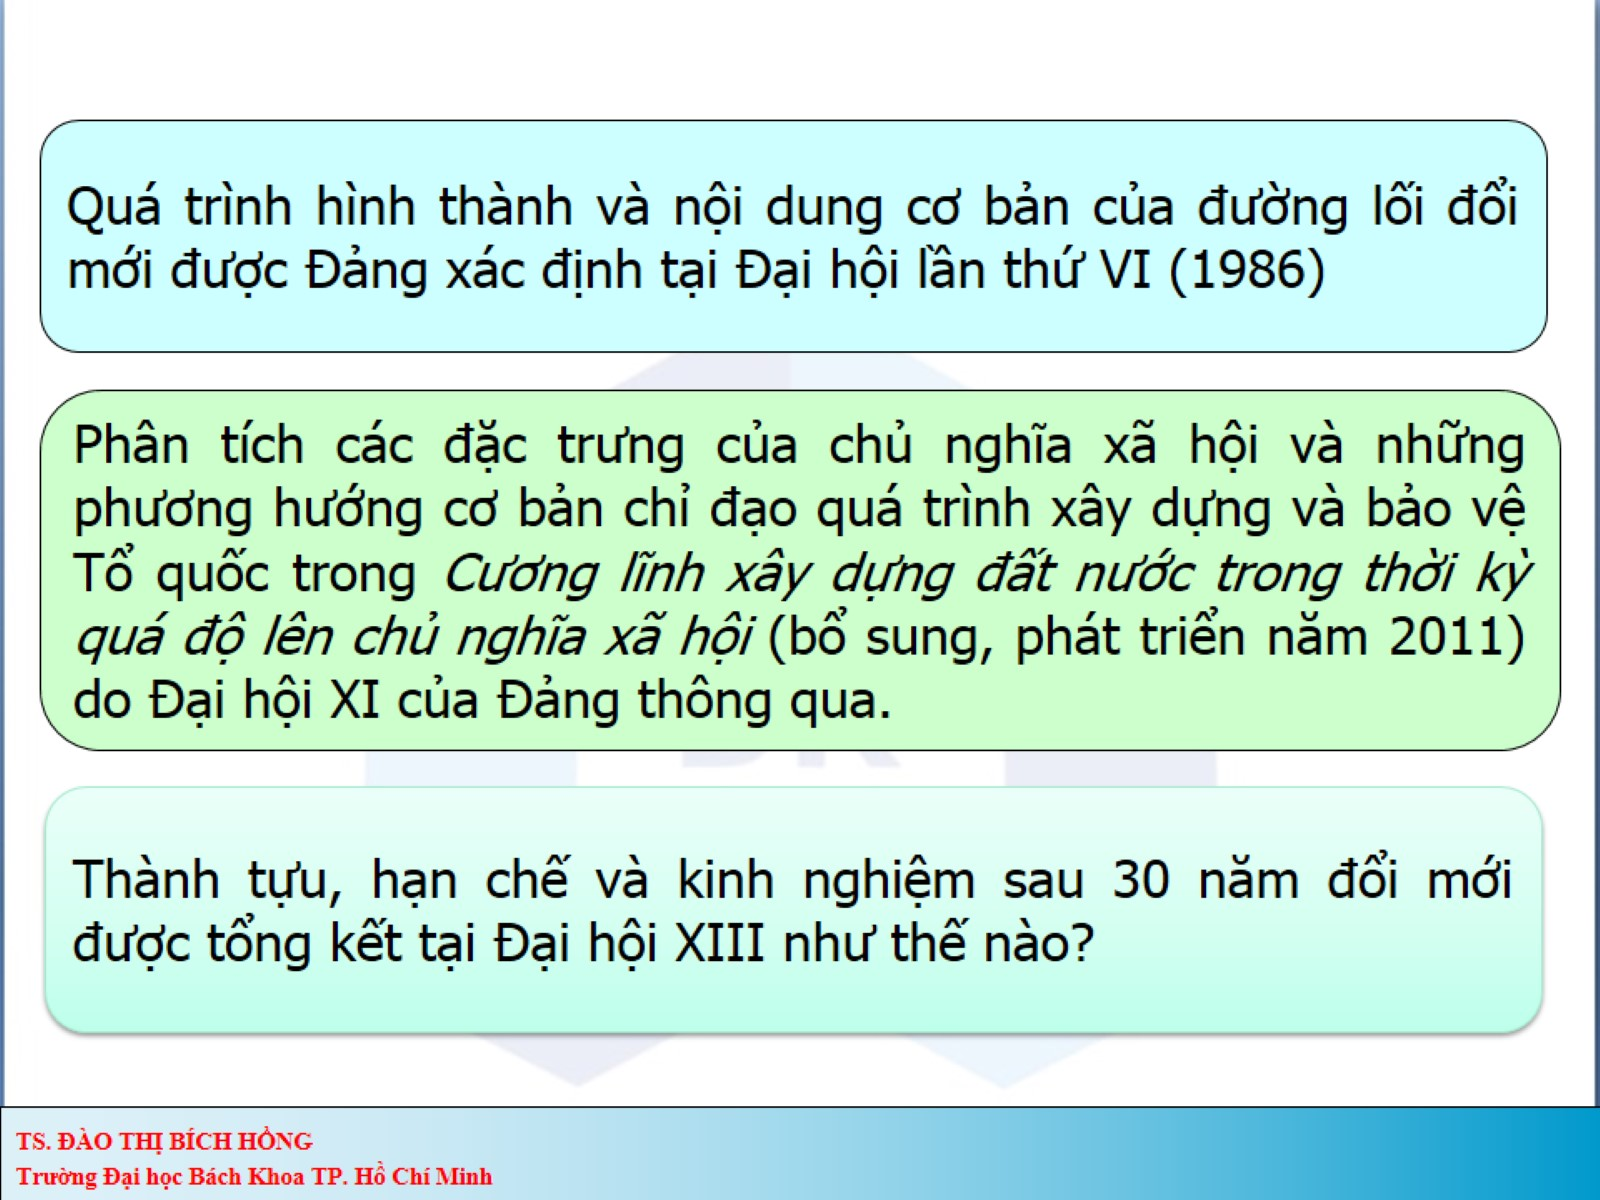 Quá trình hình thành và nội dung cơ bản của đường lối đổi
mới được Đảng xác định tại Đại hội lần thứ VI (1986)
Phân tích các đặc trưng của chủ nghĩa xã hội và những
phương hướng cơ bản chỉ đạo quá trình xây dựng và bảo vệ
Tổ quốc trong Cương lĩnh xây dựng đất nước trong thời kỳ
quá độ lên chủ nghĩa xã hội (bổ sung, phát triển năm 2011)
do Đại hội XI của Đảng thông qua.
Thành tựu, hạn chế và kinh nghiệm sau 30 năm đổi mới
được tổng kết tại Đại hội XIII như thế nào?
TS. ĐÀO THỊ BÍCH HỒNG
Trường Đại học Bách Khoa TP. Hồ Chí Minh